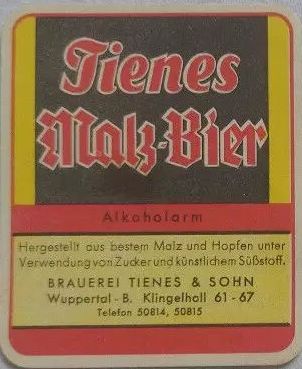 Tienes
Malz-Bier
Alkoholarm
Hergestellt aus bestem Malz und Hopfen unter
Verwendung von Zucker und künstlichem Süßstoff.
BRAUEREI TIENES & SOHN
Wuppertal-B. Klingelholl 61-67
Telefon 50814, 50815